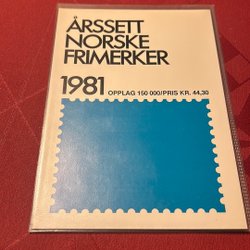 ÅRSSETT
NORSKE
FRIMERKER
1981 OPPLAG 150 000/PRIS KR. 44,30